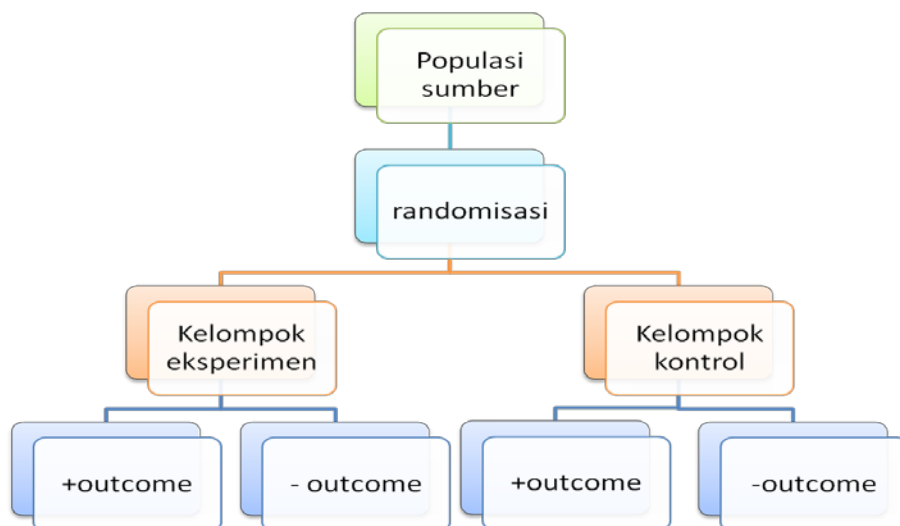 Populasi
sumber
randomisasi
Kelompok
eksperimen
Kelompok
kontrol
+outcome
- outcome
+outcome
-outcome